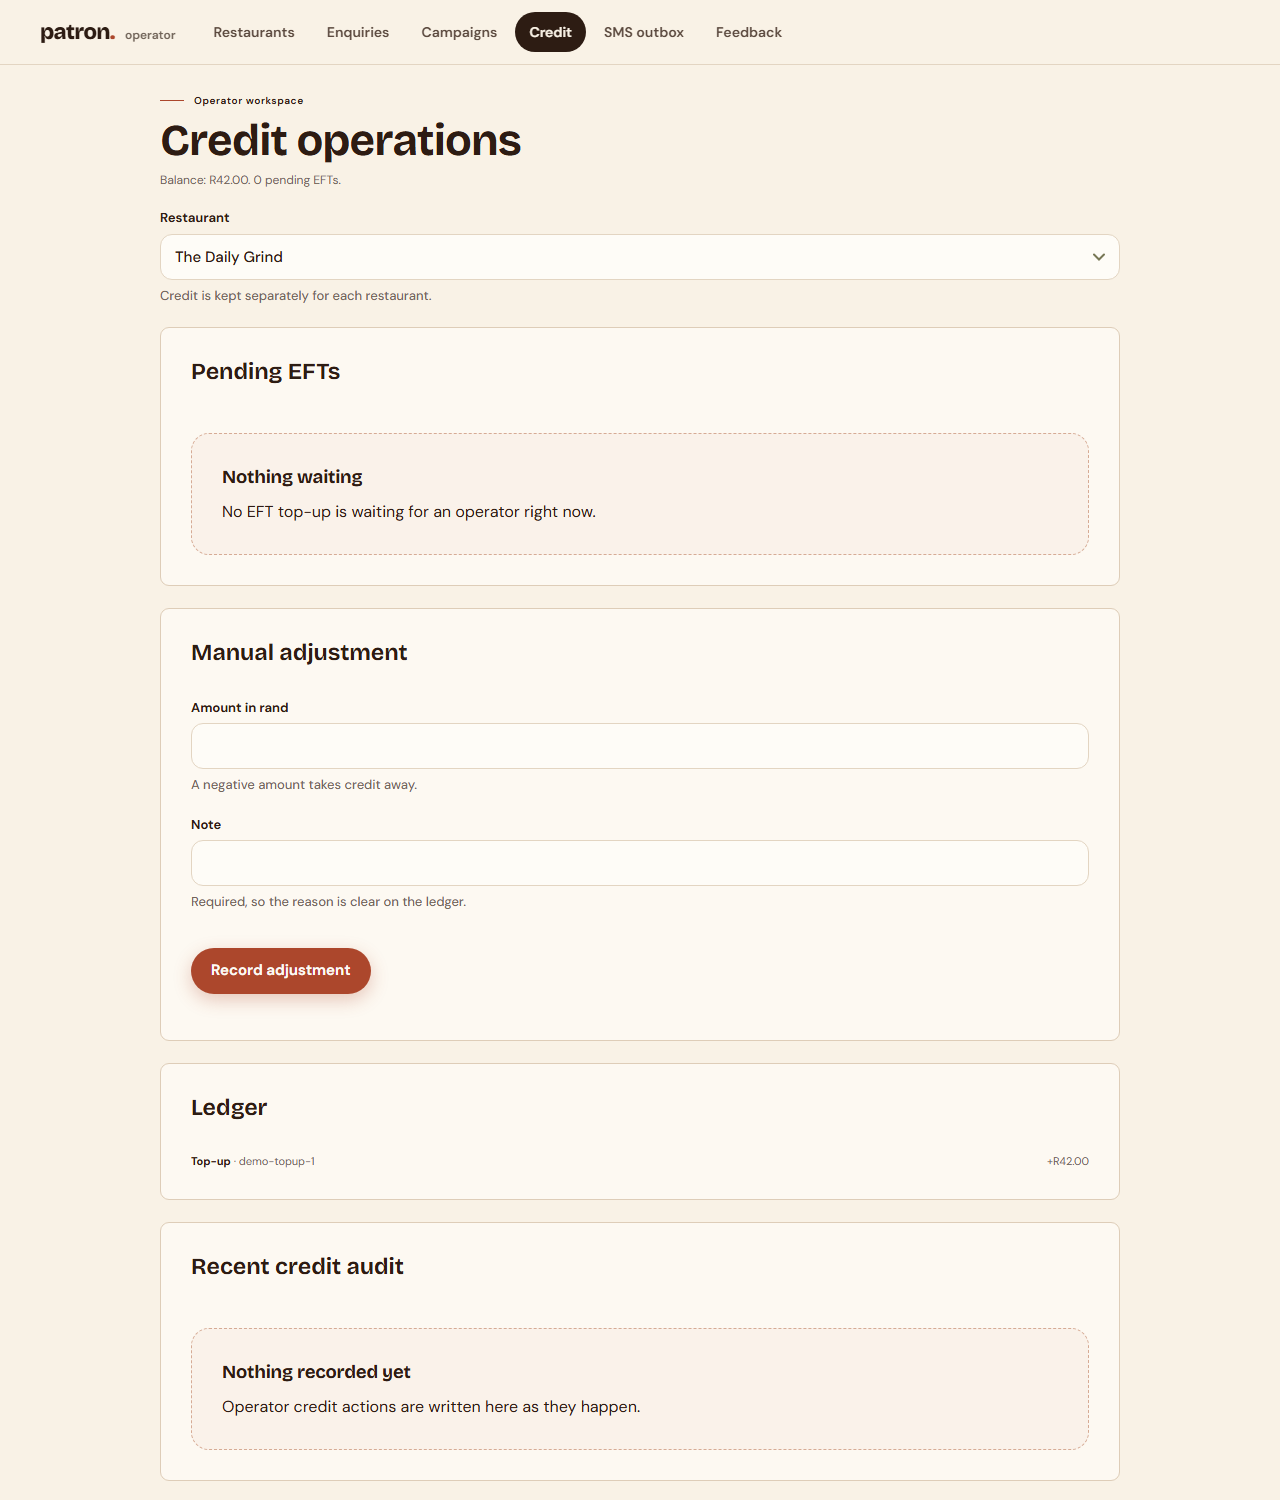 patron. operator Restaurants Enquiries Campaigns Credit SMS outbox Feedback
Operator workspace
Credit operations
Balance: R42.00. 0 pending EFTs.
Restaurant
The Daily Grind
Credit is kept separately for each restaurant.
Pending EFTs
Nothing waiting
No EFT top-up is waiting for an operator right now.
Manual adjustment
Amount in rand
A negative amount takes credit away.
Note
Required, so the reason is clear on the ledger.
Record adjustment
Ledger
Top-up · demo-topup-1 +R42.00
Recent credit audit
Nothing recorded yet
Operator credit actions are written here as they happen.